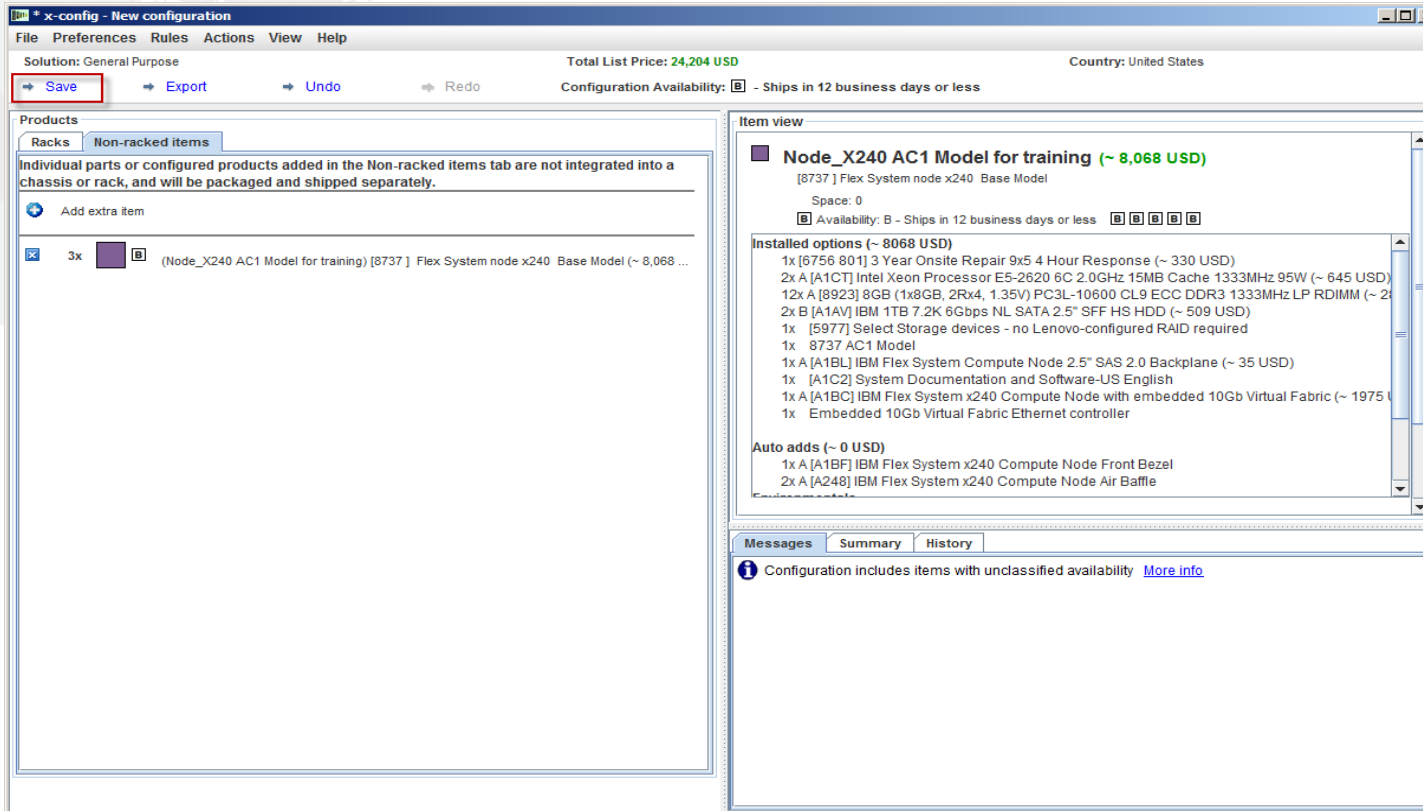 * x-config - New configuration
File Preferences Rules Actions View Help
Solution: General Purpose Total List Price: 24,204 USD Country: United States
Save Export Undo Redo Configuration Availability: B - Ships in 12 business days or less
Products
Racks Non-racked items
Individual parts or configured products added in the Non-racked items tab are not integrated into a
chassis or rack, and will be packaged and shipped separately.
Add extra item
3x B (Node_X240 AC1 Model for training) [8737 ] Flex System node x240 Base Model (~ 8,068 ...
Item view
Node_X240 AC1 Model for training (~ 8,068 USD)
[8737 ] Flex System node x240 Base Model
Space: 0
B Availability: B - Ships in 12 business days or less B B B B B
Installed options (~ 8068 USD)
1x [6756 801] 3 Year Onsite Repair 9x5 4 Hour Response (~ 330 USD)
2x A [A1CT] Intel Xeon Processor E5-2620 6C 2.0GHz 15MB Cache 1333MHz 95W (~ 645 USD)
12x A [8923] 8GB (1x8GB, 2Rx4, 1.35V) PC3L-10600 CL9 ECC DDR3 1333MHz LP RDIMM (~
2x B [A1AV] IBM 1TB 7.2K 6Gbps NL SATA 2.5" SFF HS HDD (~ 509 USD)
1x [5977] Select Storage devices - no Lenovo-configured RAID required
1x 8737 AC1 Model
1x A [A1BL] IBM Flex System Compute Node 2.5" SAS 2.0 Backplane (~ 35 USD)
1x [A1C2] System Documentation and Software-US English
1x A [A1BC] IBM Flex System x240 Compute Node with embedded 10Gb Virtual Fabric (~ 1975
1x Embedded 10Gb Virtual Fabric Ethernet controller
Auto adds (~ 0 USD)
1x A [A1BF] IBM Flex System x240 Compute Node Front Bezel
2x A [A248] IBM Flex System x240 Compute Node Air Baffle
Messages Summary History
Configuration includes items with unclassified availability More info